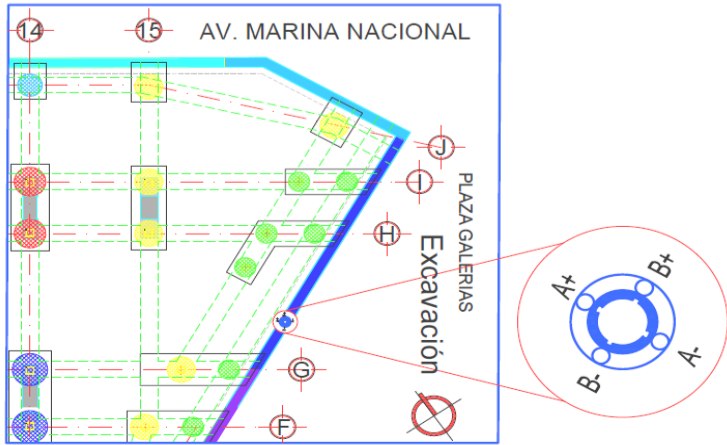 14
15
AV. MARINA NACIONAL
J
I
H
G
F
PLAZA GALERIAS
Excavación
A+
B+
B-
A-